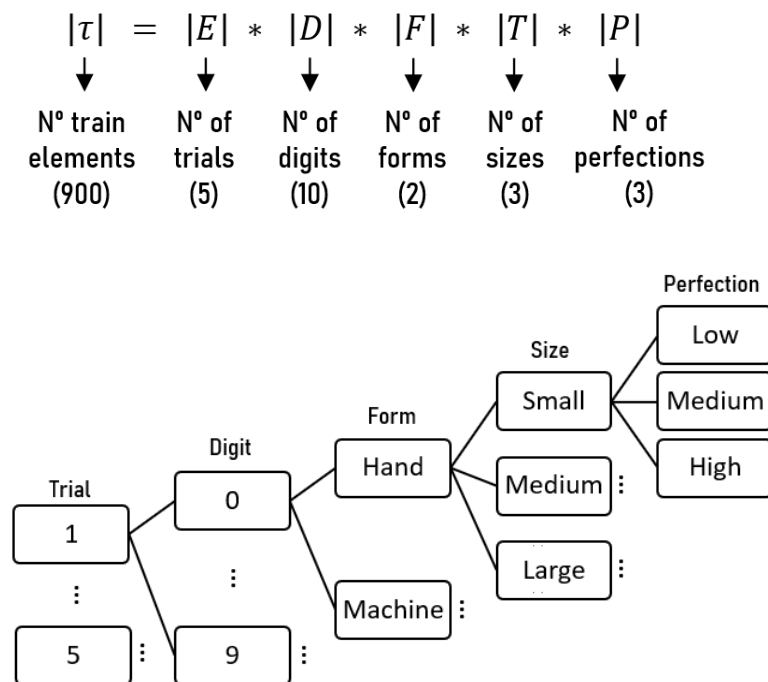 |τ| = |E| * |D| * |F| * |T| * |P|
Nº train elements (900)
Nº of trials (5)
Nº of digits (10)
Nº of forms (2)
Nº of sizes (3)
Nº of perfections (3)
Perfection
Low
Size
Small
Medium
Form
Hand
High
Digit
Medium ⋮
Trial
0
1
Large ⋮
⋮
⋮
Machine ⋮
5 ⋮
9 ⋮